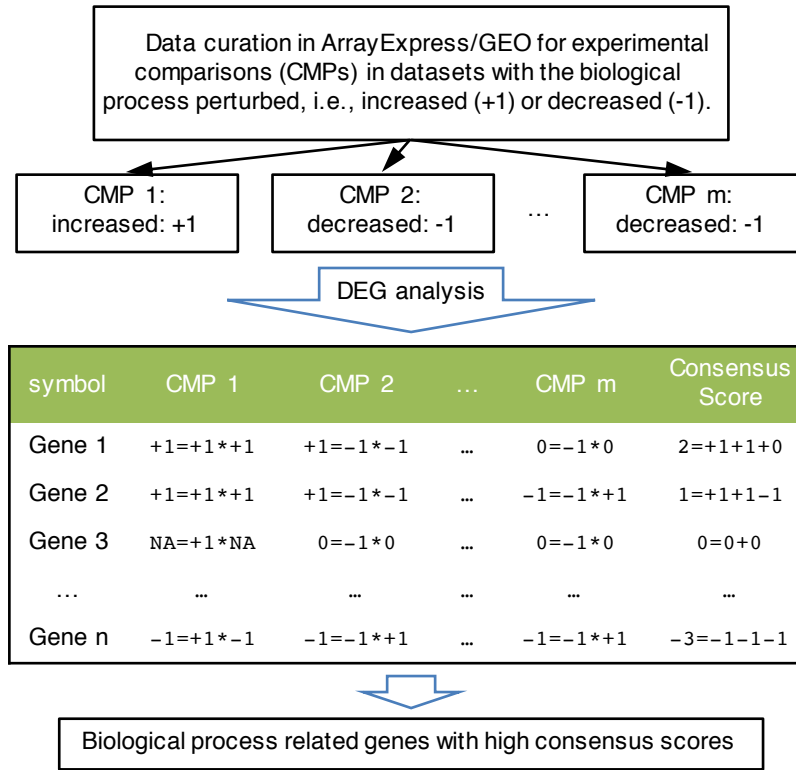 Data curation in ArrayExpress/GEO for experimental
comparisons (CMPs) in datasets with the biological
process perturbed, i.e., increased (+1) or decreased (-1).
CMP 1:
increased: +1
CMP 2:
decreased: -1
...
CMP m:
decreased: -1
DEG analysis
symbol CMP 1 CMP 2 ... CMP m Consensus Score
Gene 1 +1=+1*+1 +1=-1*-1 ... 0=-1*0 2=+1+1+0
Gene 2 +1=+1*+1 +1=-1*-1 ... -1=-1*+1 1=+1+1-1
Gene 3 NA=+1*NA 0=-1*0 ... 0=-1*0 0=0+0
... ... ... ... ... ...
Gene n -1=+1*-1 -1=-1*+1 ... -1=-1*+1 -3=-1-1-1
Biological process related genes with high consensus scores